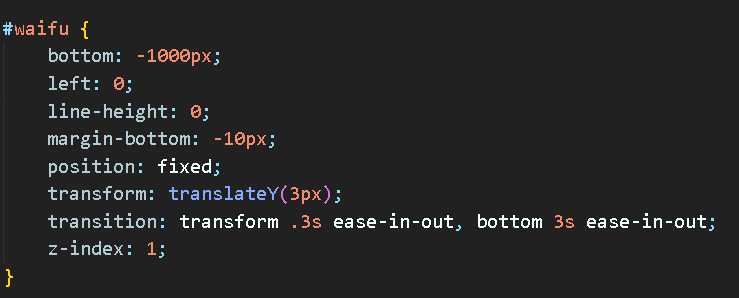 #waifu {
bottom: -1000px;
left: 0;
line-height: 0;
margin-bottom: -10px;
position: fixed;
transform: translateY(3px);
transition: transform .3s ease-in-out, bottom 3s ease-in-out;
z-index: 1;
}